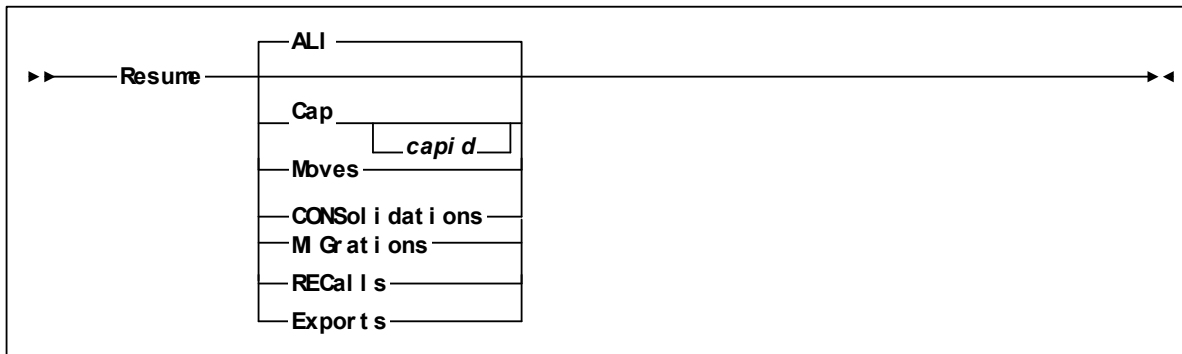 ALl
Resume
Cap
capid
Moves
CONSolidations
MIGrations
RECalls
Exports